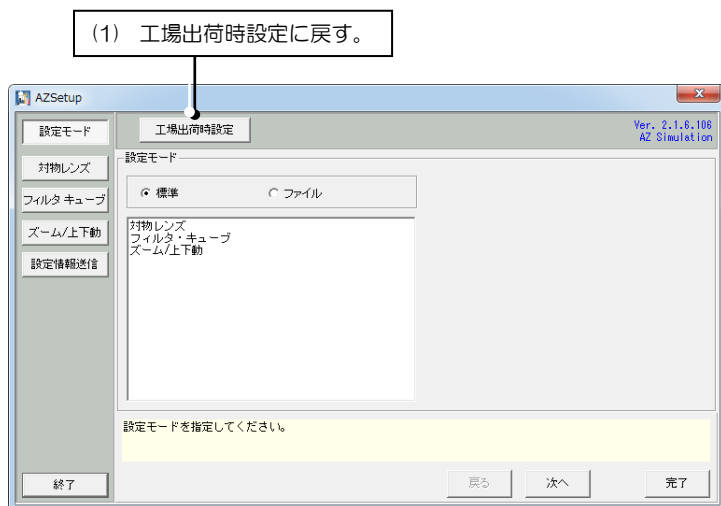 (1) 工場出荷時設定に戻す。
AZSetup
設定モード
工場出荷時設定
Ver. 2.1.6.106
AZ Simulation
対物レンズ
フィルタ キューブ
ズーム/上下動
設定情報送信
設定モード
標準
ファイル
対物レンズ
フィルタ・キューブ
ズーム/上下動
設定モードを指定してください。
終了
戻る
次へ
完了